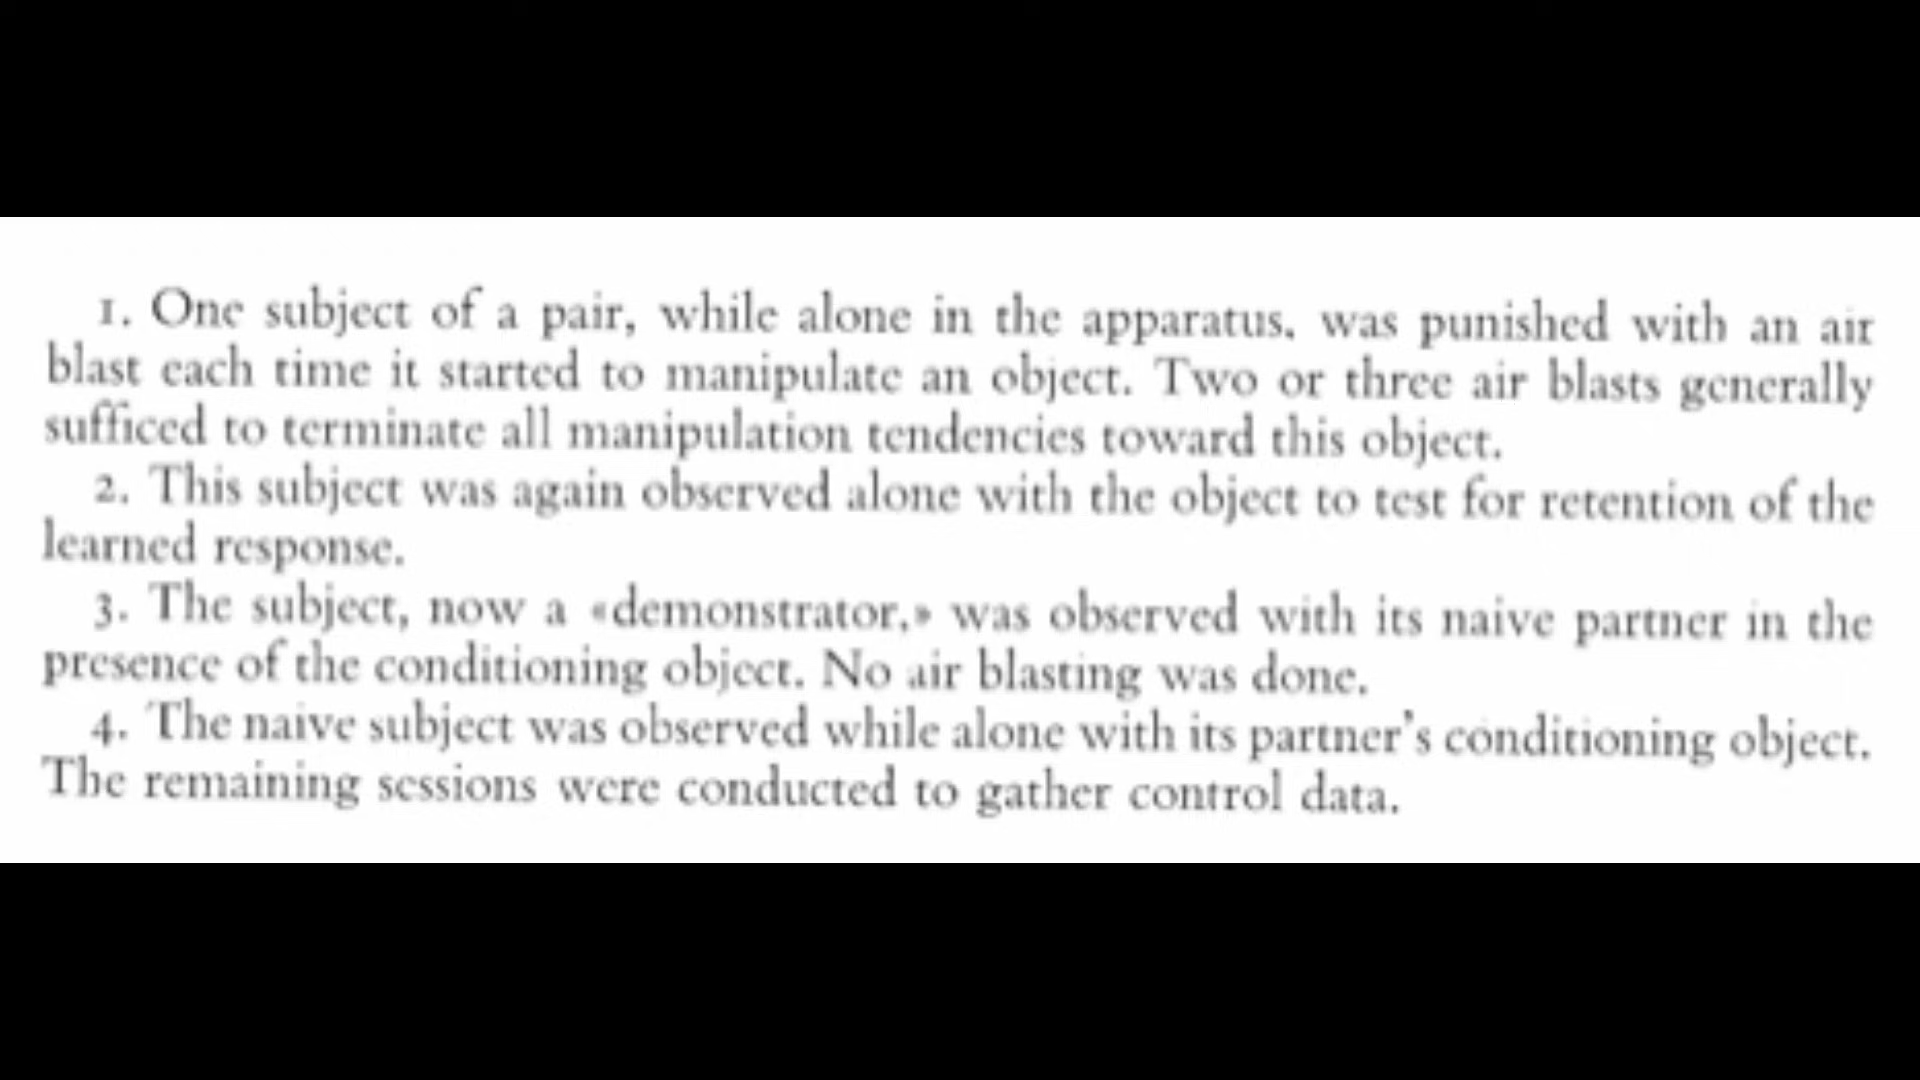 1. One subject of a pair, while alone in the apparatus, was punished with an air
blast each time it started to manipulate an object. Two or three air blasts generally
sufficed to terminate all manipulation tendencies toward this object.
2. This subject was again observed alone with the object to test for retention of the
learned response.
3. The subject, now a «demonstrator,» was observed with its naive partner in the
presence of the conditioning object. No air blasting was done.
4. The naive subject was observed while alone with its partner's conditioning object.
The remaining sessions were conducted to gather control data.